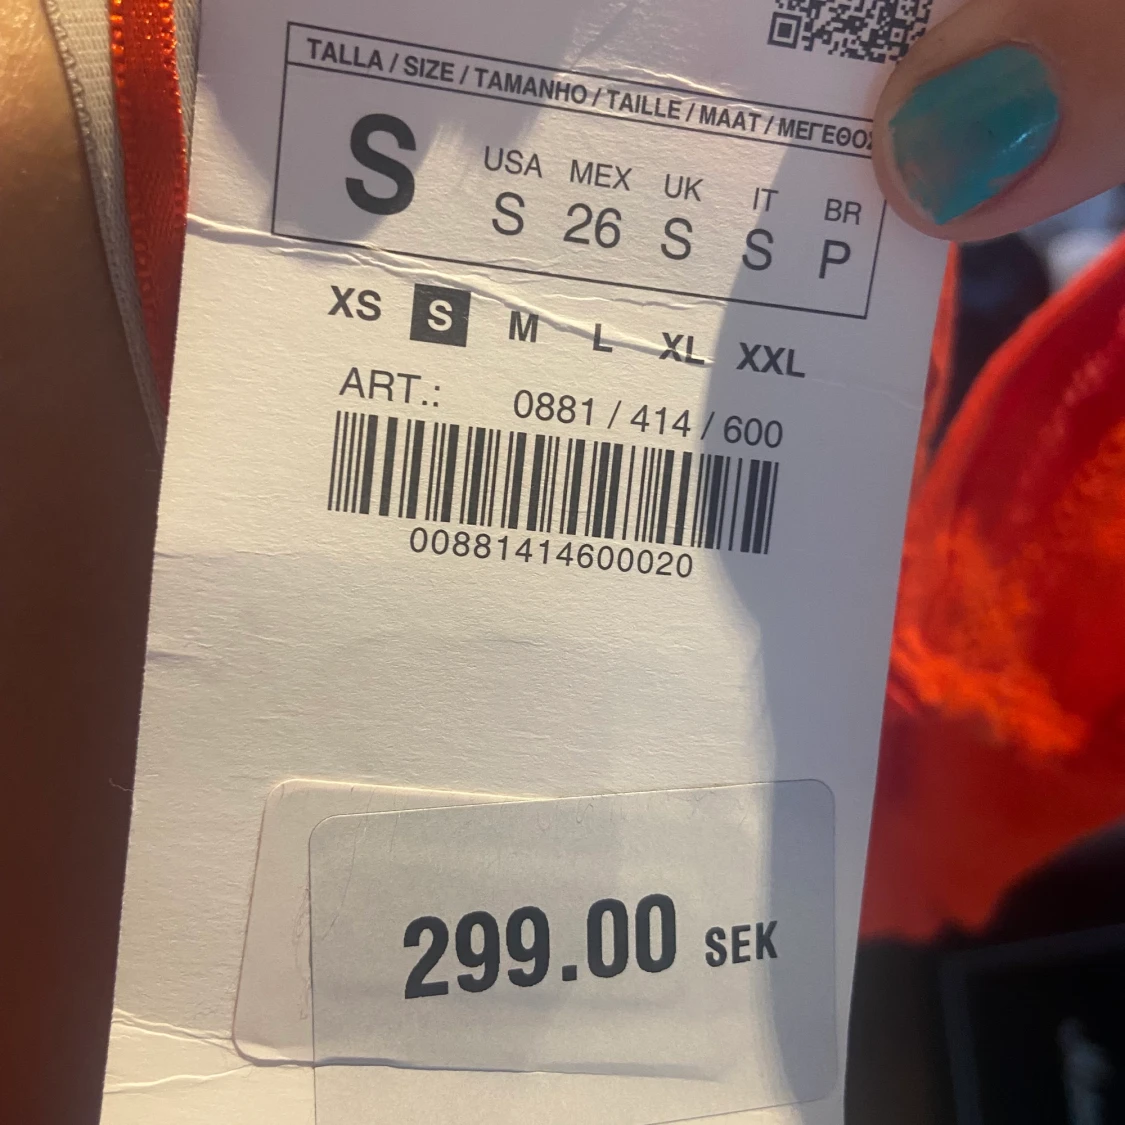 TALLA / SIZE / TAMANHO / TAILLE / MAAT / ΜΕΓΕΘΟΣ
S
USA MEX UK IT BR
S 26 S S P
XS S M L XL XXL
ART.: 0881 / 414 / 600
00881414600020
299.00 SEK